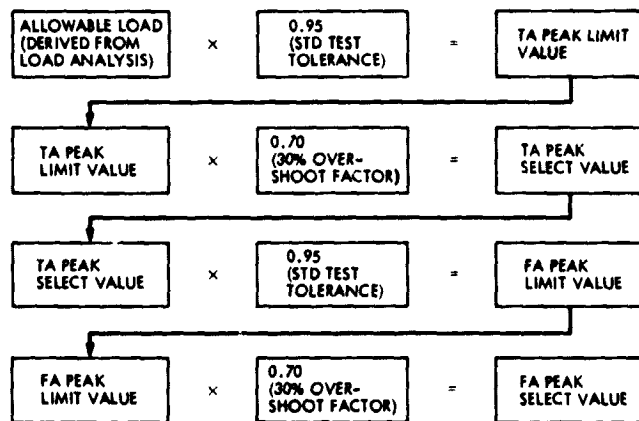 ALLOWABLE LOAD
(DERIVED FROM
LOAD ANALYSIS)
×
0.95
(STD TEST
TOLERANCE)
=
TA PEAK LIMIT
VALUE
TA PEAK
LIMIT VALUE
×
0.70
(30% OVER-
SHOOT FACTOR)
=
TA PEAK
SELECT VALUE
TA PEAK
SELECT VALUE
×
0.95
(STD TEST
TOLERANCE)
=
FA PEAK
LIMIT VALUE
FA PEAK
LIMIT VALUE
×
0.70
(30% OVER-
SHOOT FACTOR)
=
FA PEAK
SELECT VALUE